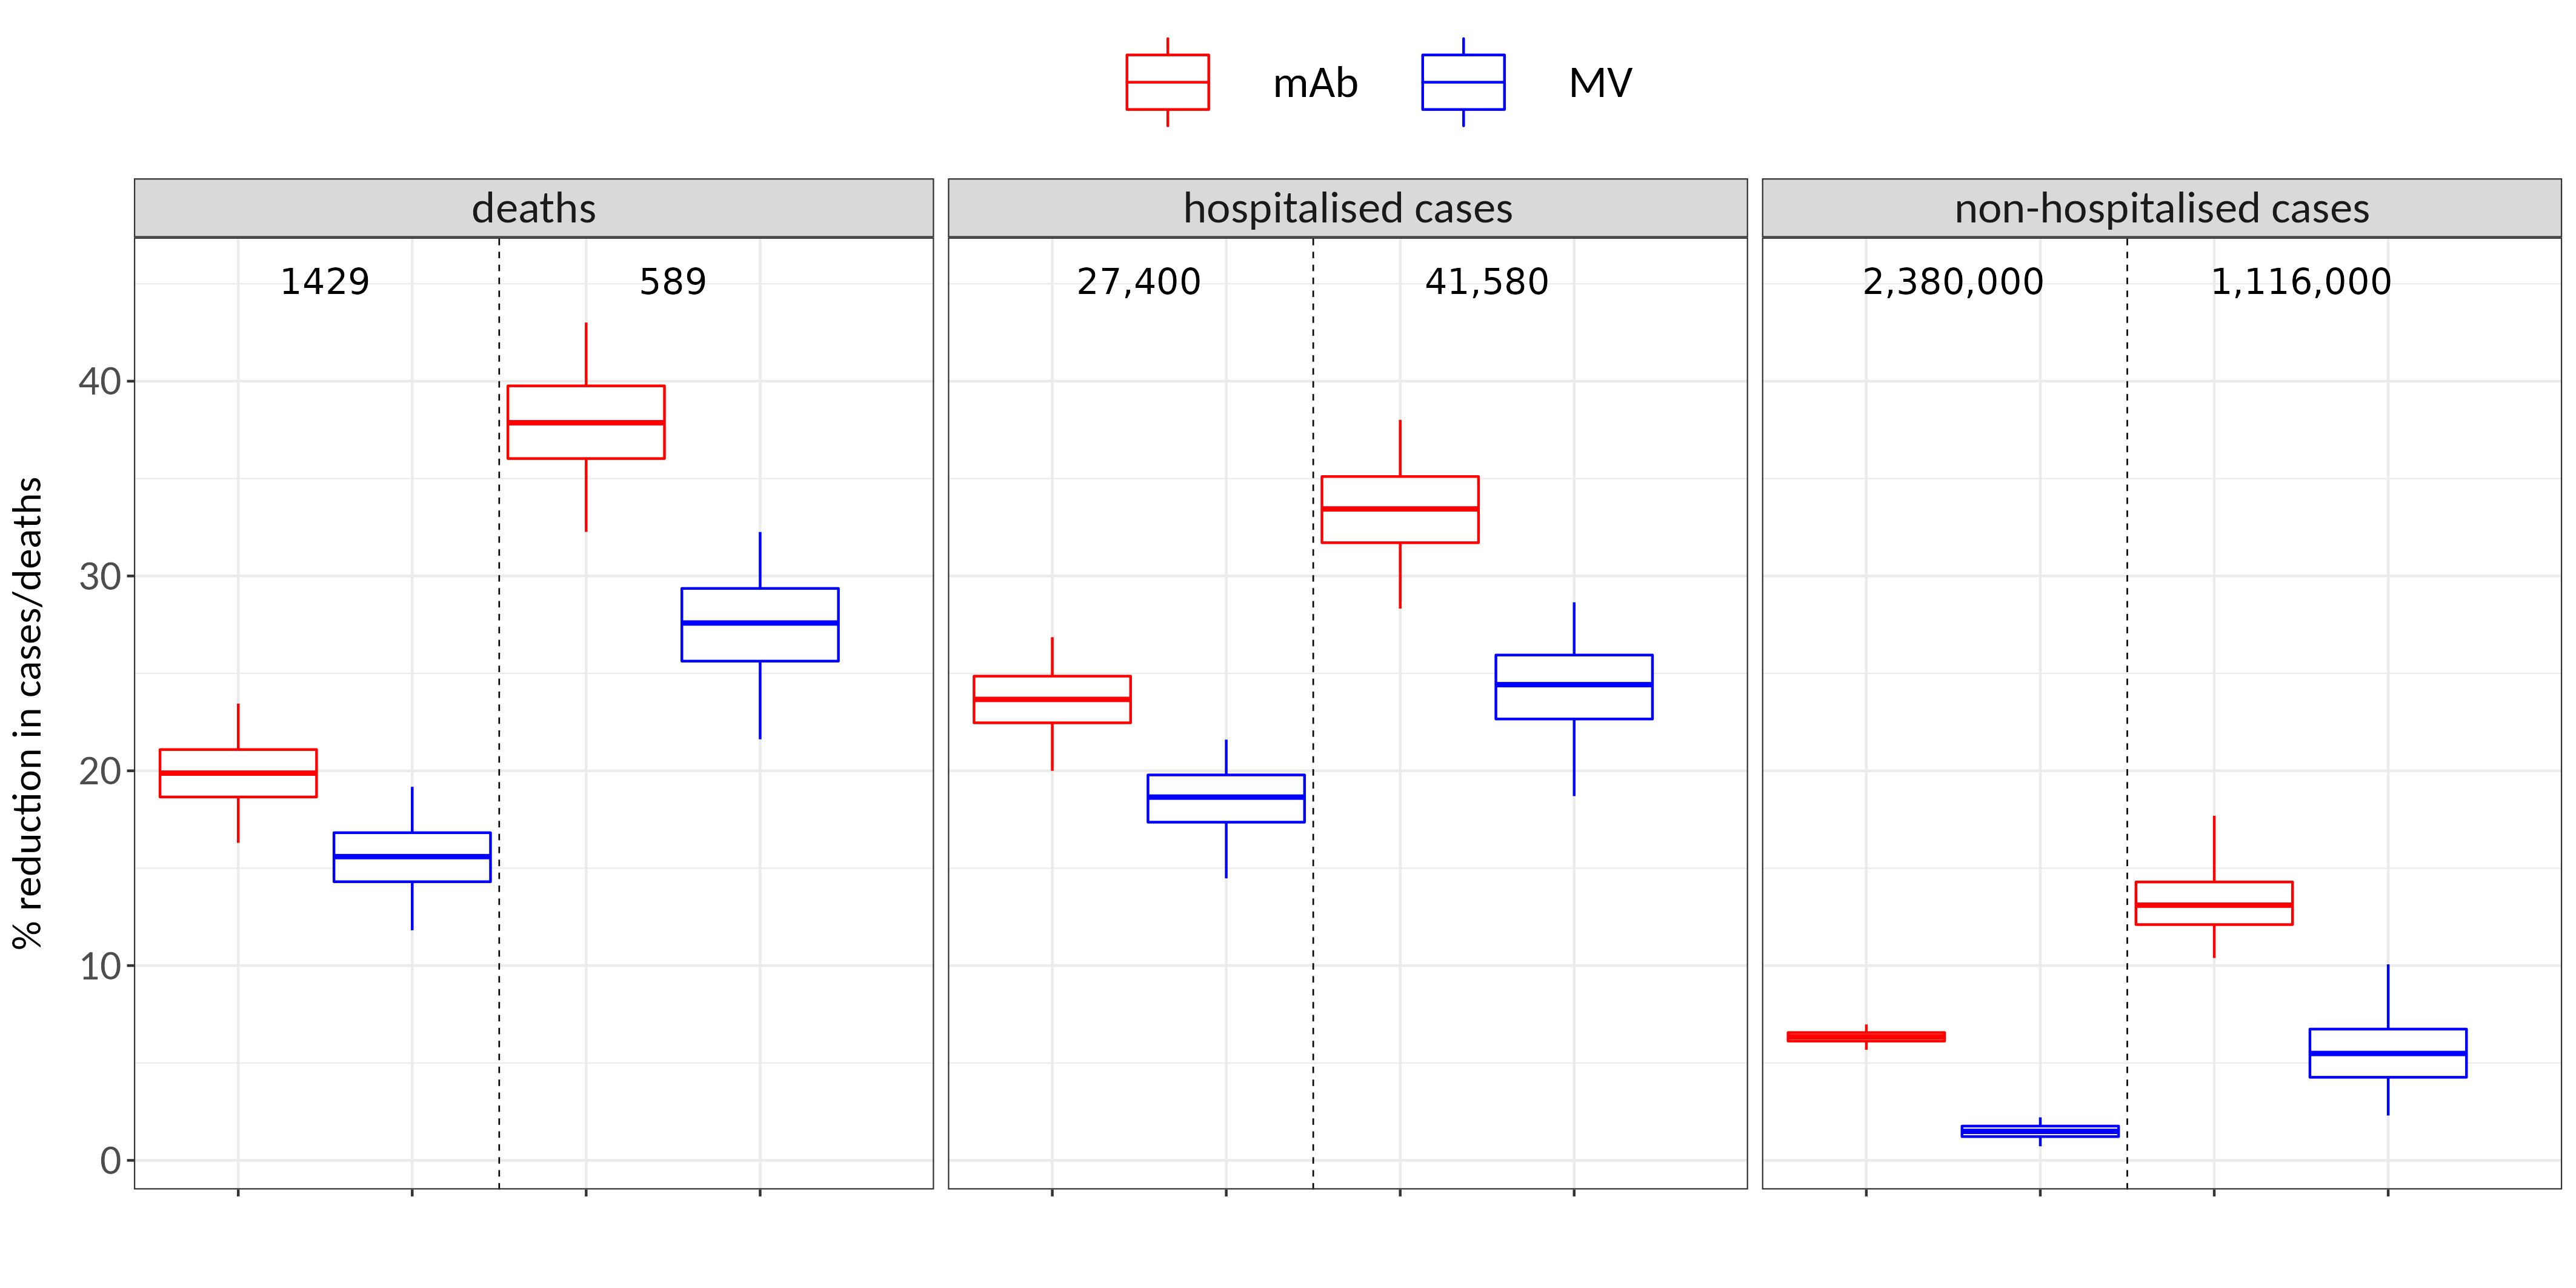 mAb MV
deaths
hospitalised cases
non-hospitalised cases
1429 589
27,400 41,580
2,380,000 1,116,000
% reduction in cases/deaths
40
30
20
10
0